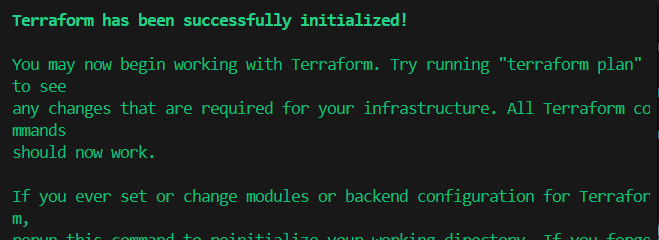 Terraform has been successfully initialized!
You may now begin working with Terraform. Try running "terraform plan"
to see
any changes that are required for your infrastructure. All Terraform co
mmands
should now work.
If you ever set or change modules or backend configuration for Terrafor
m,
rerun this command to reinitialize your working directory. If you forge